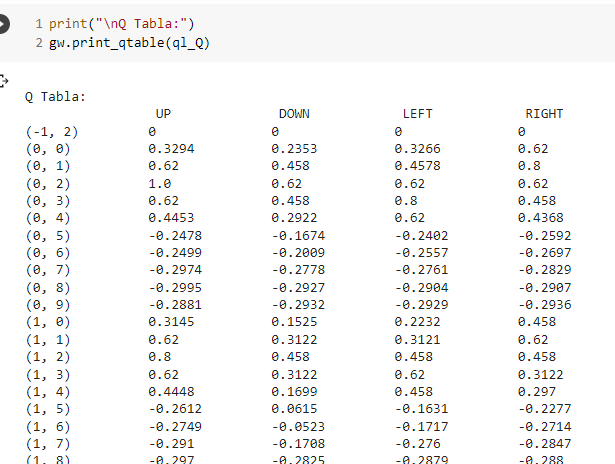 1 print("\nQ Tabla:")
2 gw.print_qtable(ql_Q)
Q Tabla:
UP DOWN LEFT RIGHT
(-1, 2) 0 0 0 0
(0, 0) 0.3294 0.2353 0.3266 0.62
(0, 1) 0.62 0.458 0.4578 0.8
(0, 2) 1.0 0.62 0.62 0.62
(0, 3) 0.62 0.458 0.8 0.458
(0, 4) 0.4453 0.2922 0.62 0.4368
(0, 5) -0.2478 -0.1674 -0.2402 -0.2592
(0, 6) -0.2499 -0.2009 -0.2557 -0.2697
(0, 7) -0.2974 -0.2778 -0.2761 -0.2829
(0, 8) -0.2995 -0.2927 -0.2904 -0.2907
(0, 9) -0.2881 -0.2932 -0.2929 -0.2936
(1, 0) 0.3145 0.1525 0.2232 0.458
(1, 1) 0.62 0.3122 0.3121 0.62
(1, 2) 0.8 0.458 0.458 0.458
(1, 3) 0.62 0.3122 0.62 0.3122
(1, 4) 0.4448 0.1699 0.458 0.297
(1, 5) -0.2612 0.0615 -0.1631 -0.2277
(1, 6) -0.2749 -0.0523 -0.1717 -0.2714
(1, 7) -0.291 -0.1708 -0.276 -0.2847
(1, 8) -0.297 -0.2825 -0.2879 -0.288